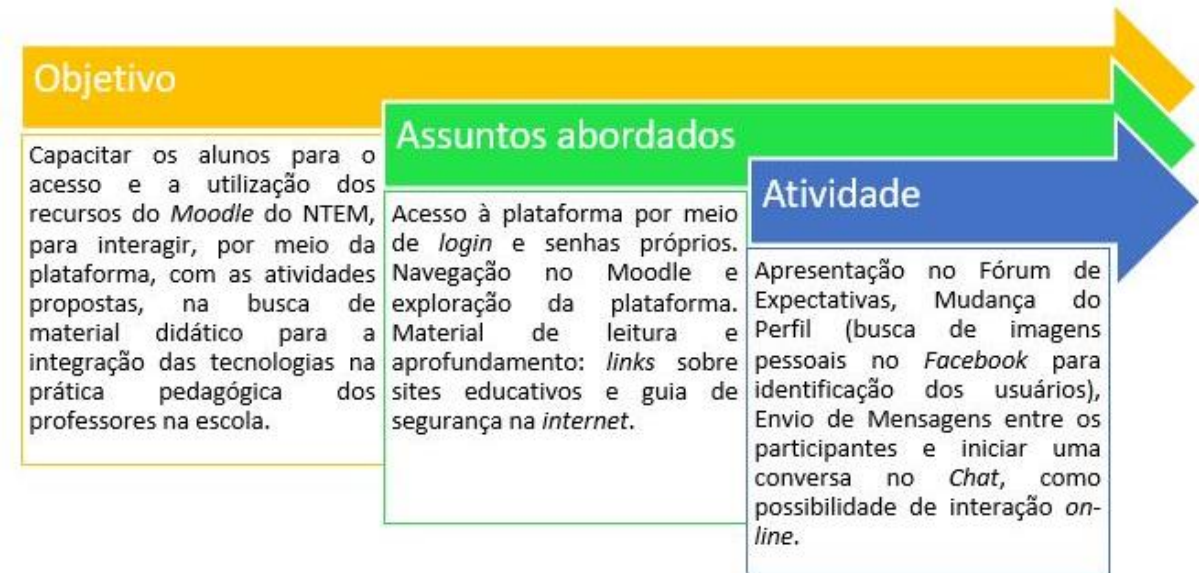 Objetivo
Capacitar os alunos para o
acesso e a utilização dos
recursos do Moodle do NTEM,
para interagir, por meio da
plataforma, com as atividades
propostas, na busca de
material didático para a
integração das tecnologias na
prática pedagógica dos
professores na escola.
Assuntos abordados
Acesso à plataforma por meio
de login e senhas próprios.
Navegação no Moodle e
exploração da plataforma.
Material de leitura e
aprofundamento: links sobre
sites educativos e guia de
segurança na internet.
Atividade
Apresentação no Fórum de
Expectativas, Mudança do
Perfil (busca de imagens
pessoais no Facebook para
identificação dos usuários),
Envio de Mensagens entre os
participantes e iniciar uma
conversa no Chat, como
possibilidade de interação on-
line.